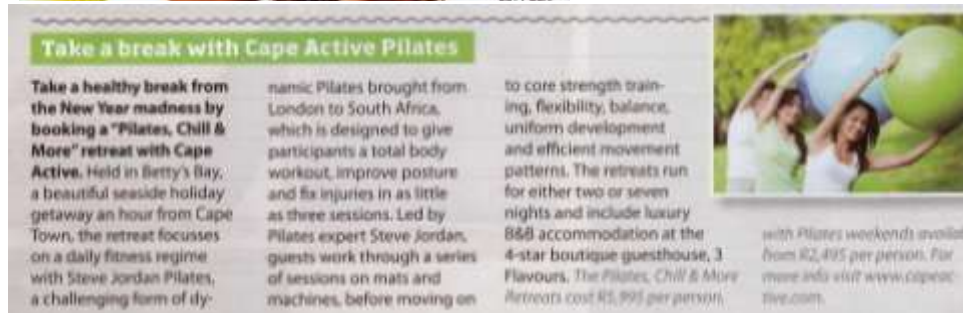 Take a break with Cape Active Pilates
Take a healthy break from
the New Year madness by
booking a "Pilates, Chill &
More" retreat with Cape
Active. Held in Betty's Bay,
a beautiful seaside holiday
getaway an hour from Cape
Town, the retreat focusses
on a daily fitness regime
with Steve Jordan Pilates,
a challenging form of dy-
namic Pilates brought from
London to South Africa,
which is designed to give
participants a total body
workout, improve posture
and fix injuries in as little
as three sessions. Led by
Pilates expert Steve Jordan,
guests work through a series
of sessions on mats and
machines, before moving on
to core strength train-
ing, flexibility, balance,
uniform development
and efficient movement
patterns. The retreats run
for either two or seven
nights and include luxury
B&B accommodation at the
4-star boutique guesthouse, 3
Flavours. The Pilates, Chill & More
Retreats cost R5,995 per person,
with Pilates weekends availab
from R2,495 per person. For
more info visit www.capeac-
tive.com.